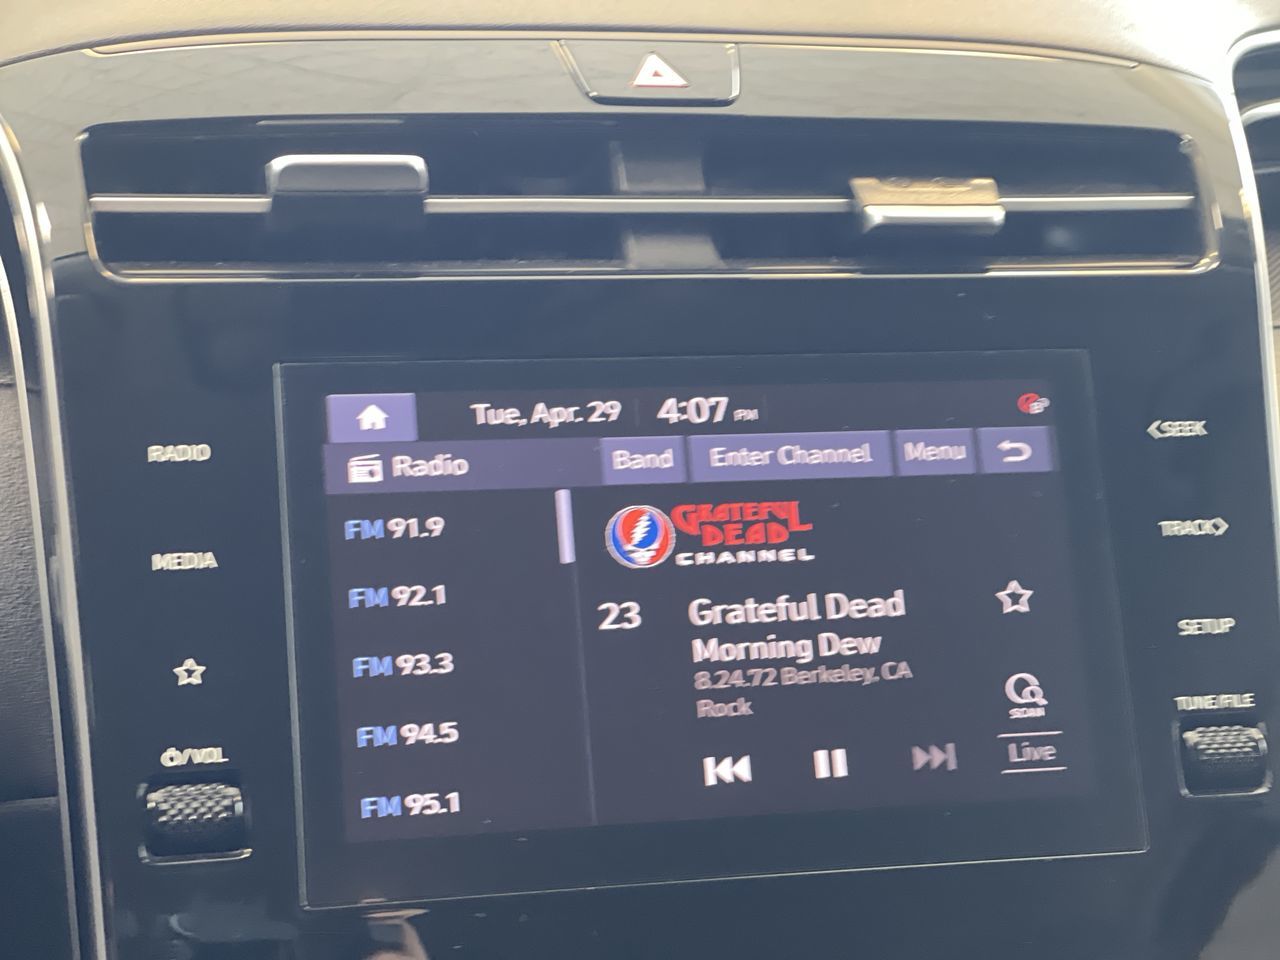 Tue, Apr. 29 4:07 PM
Radio Band Enter Channel Menu
RADIO
MEDIA
/VOL
FM 91.9
FM 92.1
FM 93.3
FM 94.5
FM 95.1
GRATEFUL
DEAD
CHANNEL
23 Grateful Dead
Morning Dew
8.24.72 Berkeley, CA
Rock
SCAN
Live
SEEK
TRACK
SETUP
TUNE/FILE